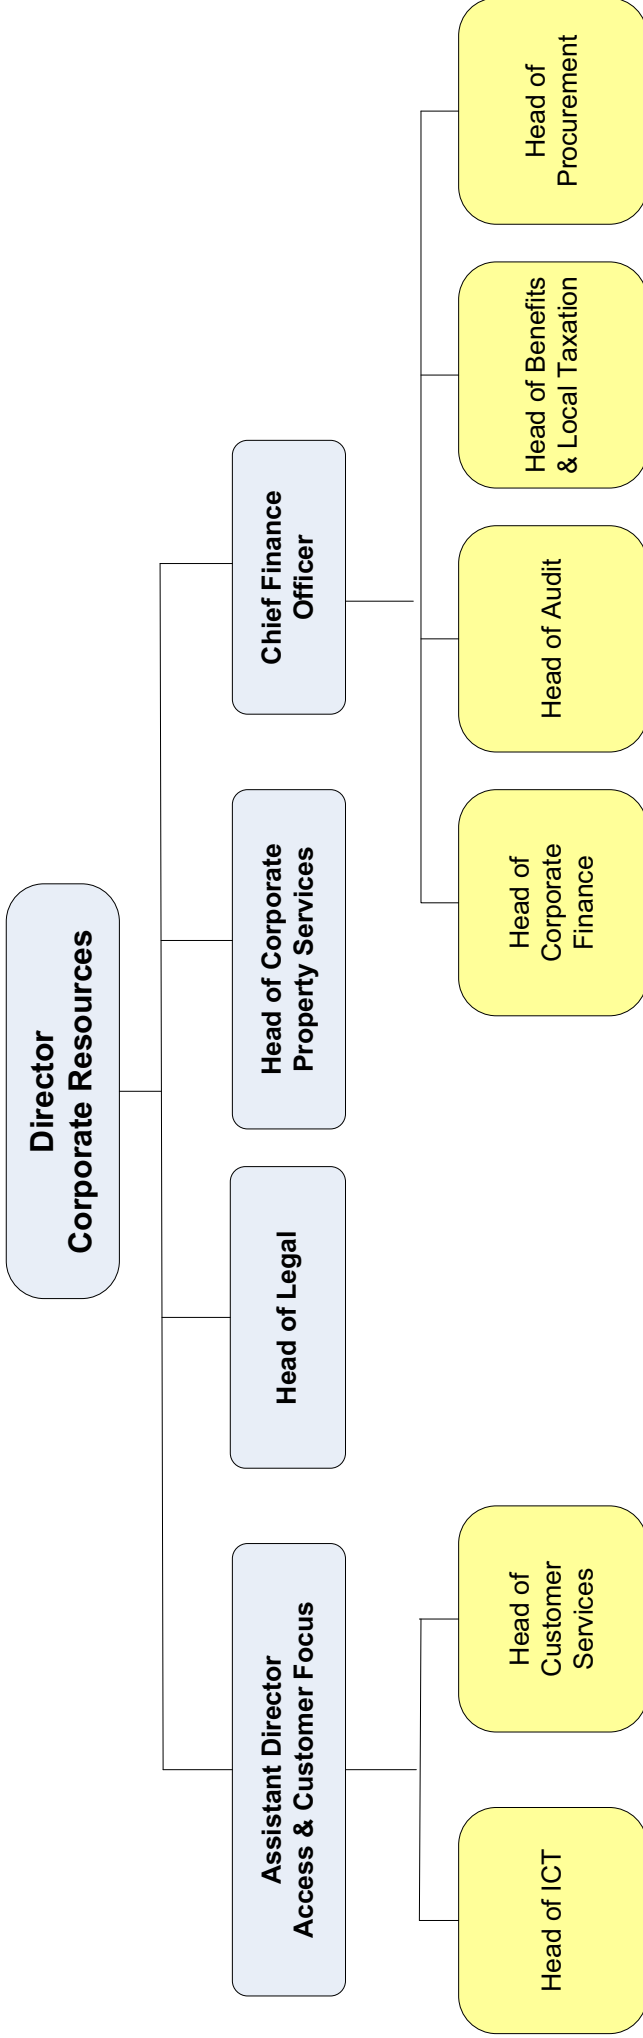 Director
Corporate Resources
Assistant Director
Access & Customer Focus
Head of Legal
Head of Corporate
Property Services
Chief Finance
Officer
Head of ICT
Head of
Customer
Services
Head of
Corporate
Finance
Head of Audit
Head of Benefits
& Local Taxation
Head of
Procurement